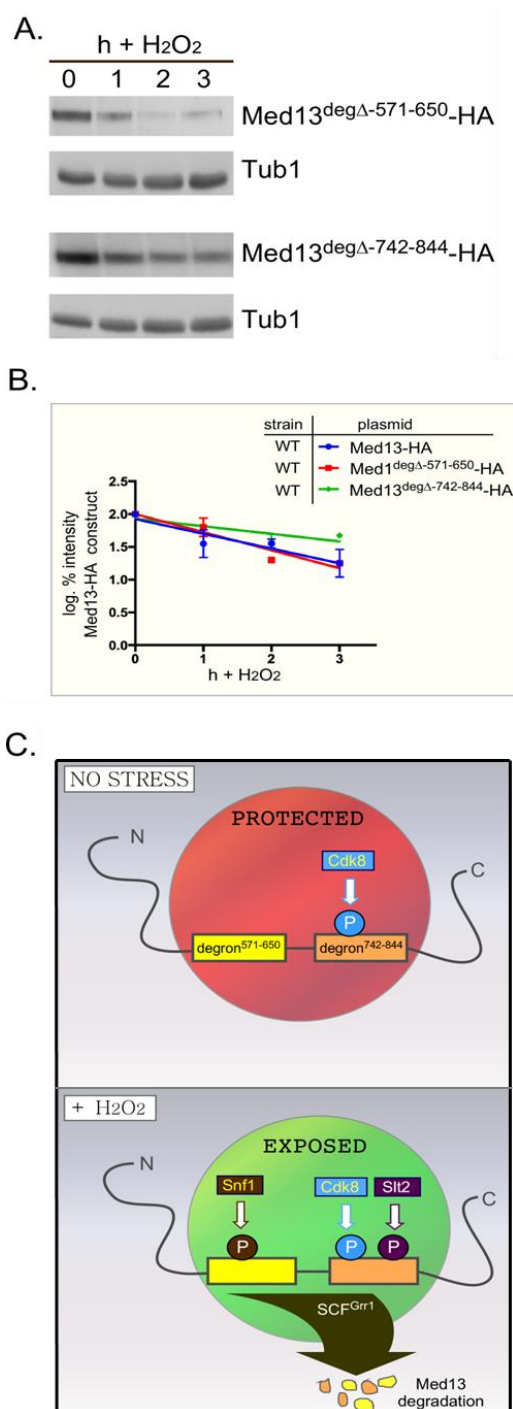 A.
h + H2O2
0 1 2 3
Med13degΔ-571-650-HA
Tub1
Med13degΔ-742-844-HA
Tub1
B.
strain plasmid
WT Med13-HA
WT Med1degΔ-571-650-HA
WT Med13degΔ-742-844-HA
log. % intensity
Med13-HA construct
2.5
2.0
1.5
1.0
0.5
0.0
0 1 2 3
h + H2O2
C.
NO STRESS
N
PROTECTED
C
Cdk8
P
degron571-650 degron742-844
+ H2O2
EXPOSED
N
Snf1 Cdk8 Slt2
C
P P P
SCFGrr1
Med13
degradation